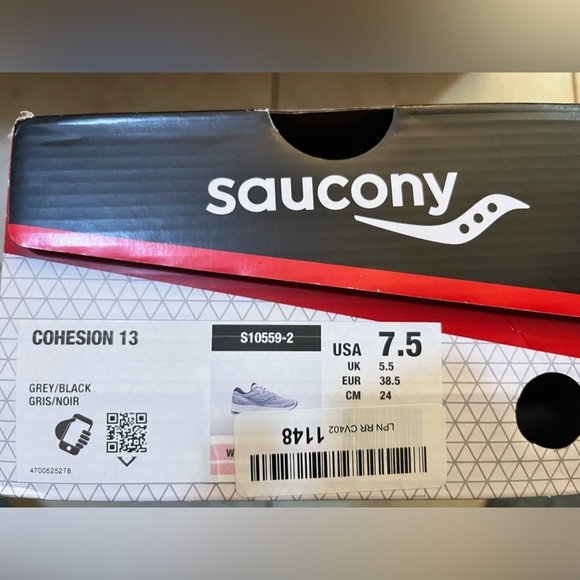 saucony
COHESION 13
GREY/BLACK
GRIS/NOIR
4700525278
S10559-2
W
USA 7.5
UK 5.5
EUR 38.5
CM 24
LPN RR CV402
1148